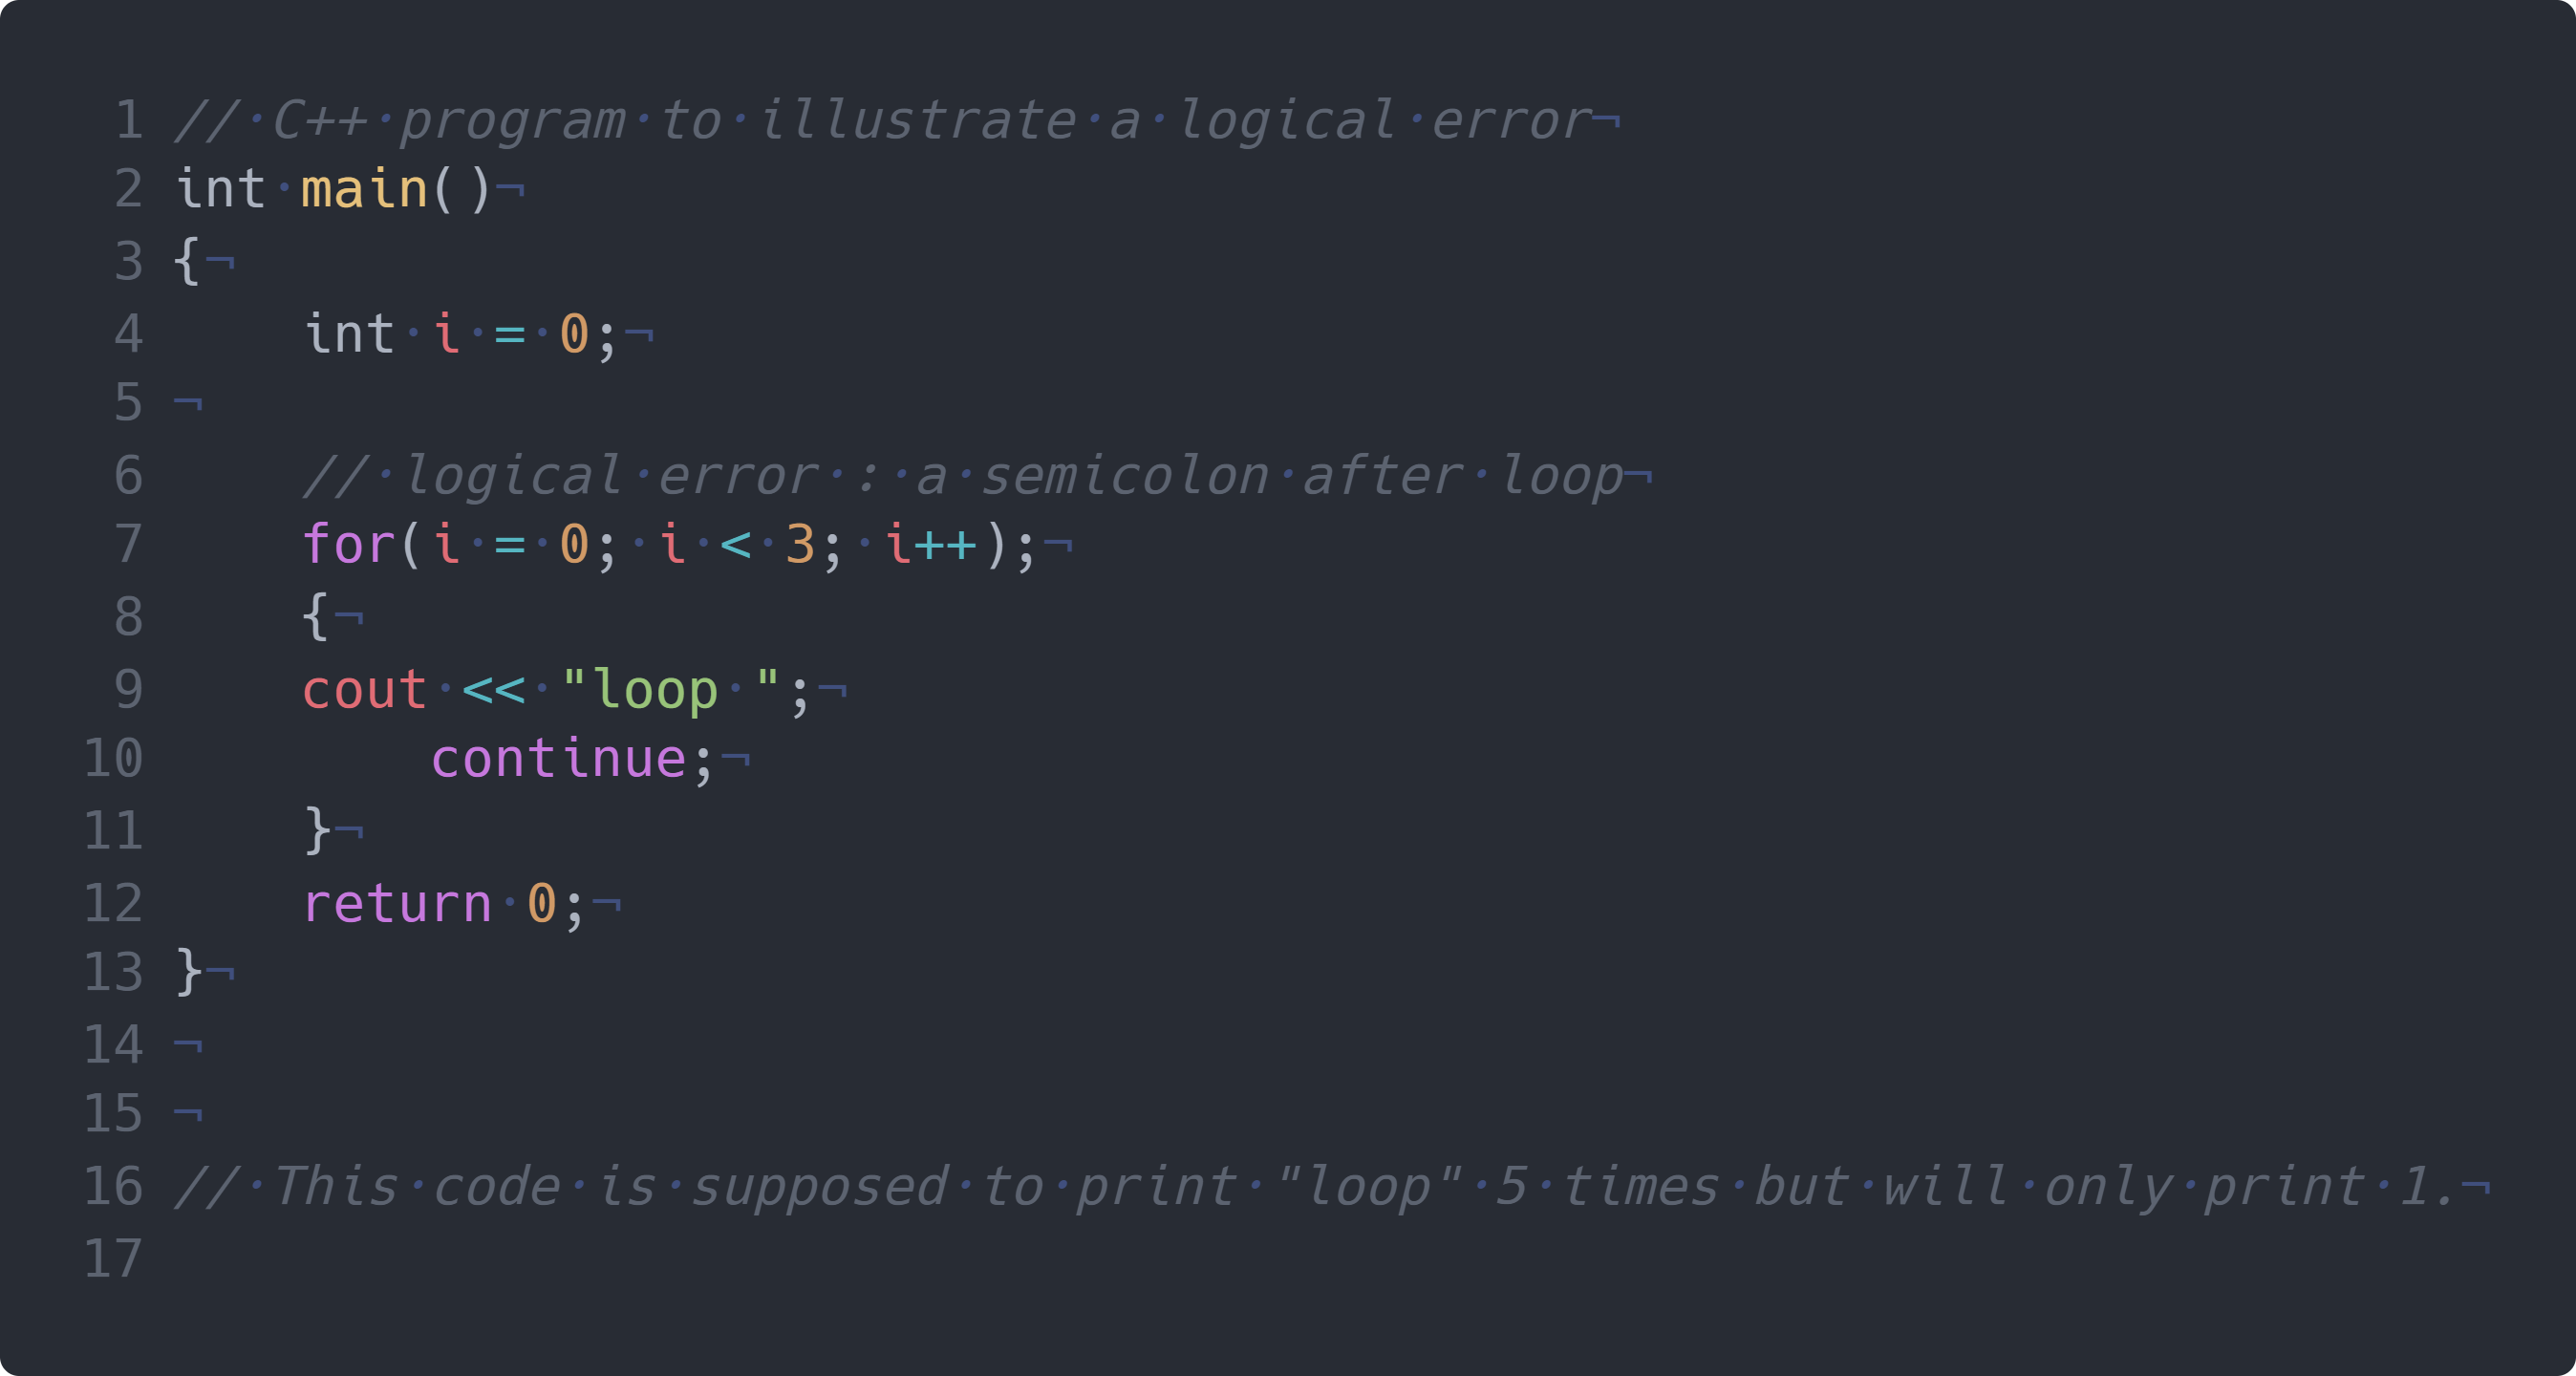 1 // C++ program to illustrate a logical error¬
2 int main()¬
3 {¬
4     int i = 0;¬
5 ¬
6     // logical error : a semicolon after loop¬
7     for(i = 0; i < 3; i++);¬
8     {¬
9     cout << "loop ";¬
10         continue;¬
11     }¬
12     return 0;¬
13 }¬
14 ¬
15 ¬
16 // This code is supposed to print "loop" 5 times but will only print 1.¬
17